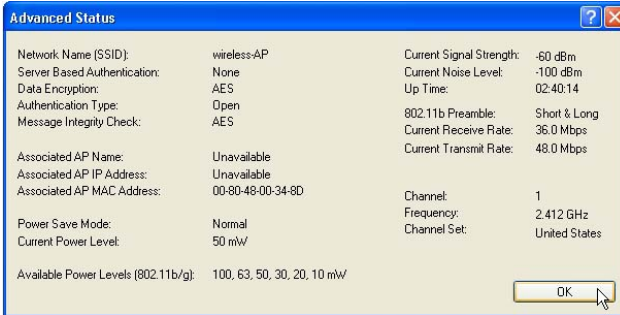 Advanced Status
Network Name (SSID): wireless-AP
Server Based Authentication: None
Data Encryption: AES
Authentication Type: Open
Message Integrity Check: AES
Associated AP Name: Unavailable
Associated AP IP Address: Unavailable
Associated AP MAC Address: 00-80-48-00-34-8D
Power Save Mode: Normal
Current Power Level: 50 mW
Available Power Levels (802.11b/g): 100, 63, 50, 30, 20, 10 mW
Current Signal Strength: -60 dBm
Current Noise Level: -100 dBm
Up Time: 02:40:14
802.11b Preamble: Short & Long
Current Receive Rate: 36.0 Mbps
Current Transmit Rate: 48.0 Mbps
Channel: 1
Frequency: 2.412 GHz
Channel Set: United States
OK